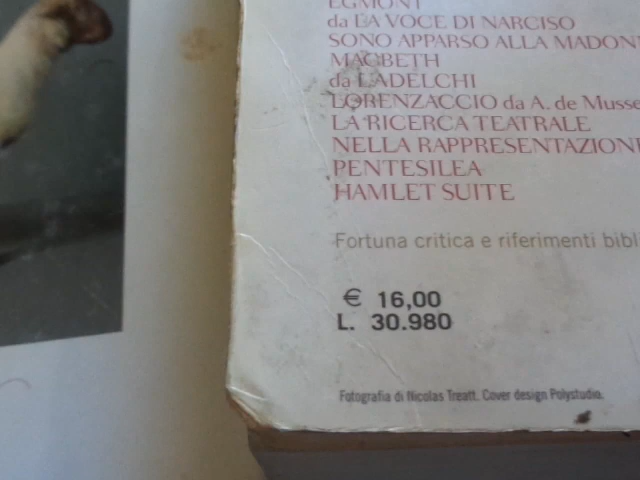 EGMONT
da LA VOCE DI NARCISO
SONO APPARSO ALLA MADON
MACBETH
da L'ADELCHI
LORENZACCIO da A. de Musse
LA RICERCA TEATRALE
NELLA RAPPRESENTAZIONE
PENTESILEA
HAMLET SUITE
Fortuna critica e riferimenti bibl
€ 16,00
L. 30.980
Fotografia di Nicolas Treatt. Cover design Polystudio.